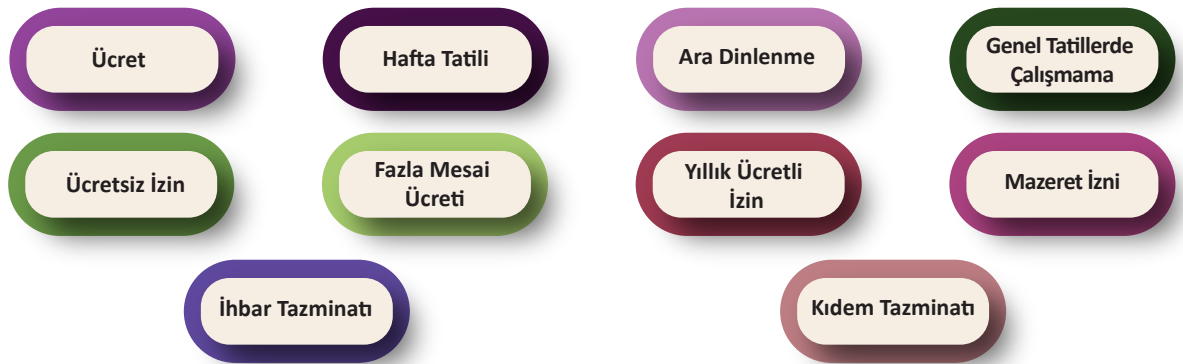 Ücret
Hafta Tatili
Ara Dinlenme
Genel Tatillerde
Çalışmama
Ücretsiz İzin
Fazla Mesai
Ücreti
Yıllık Ücretli
İzin
Mazeret İzni
İhbar Tazminatı
Kıdem Tazminatı